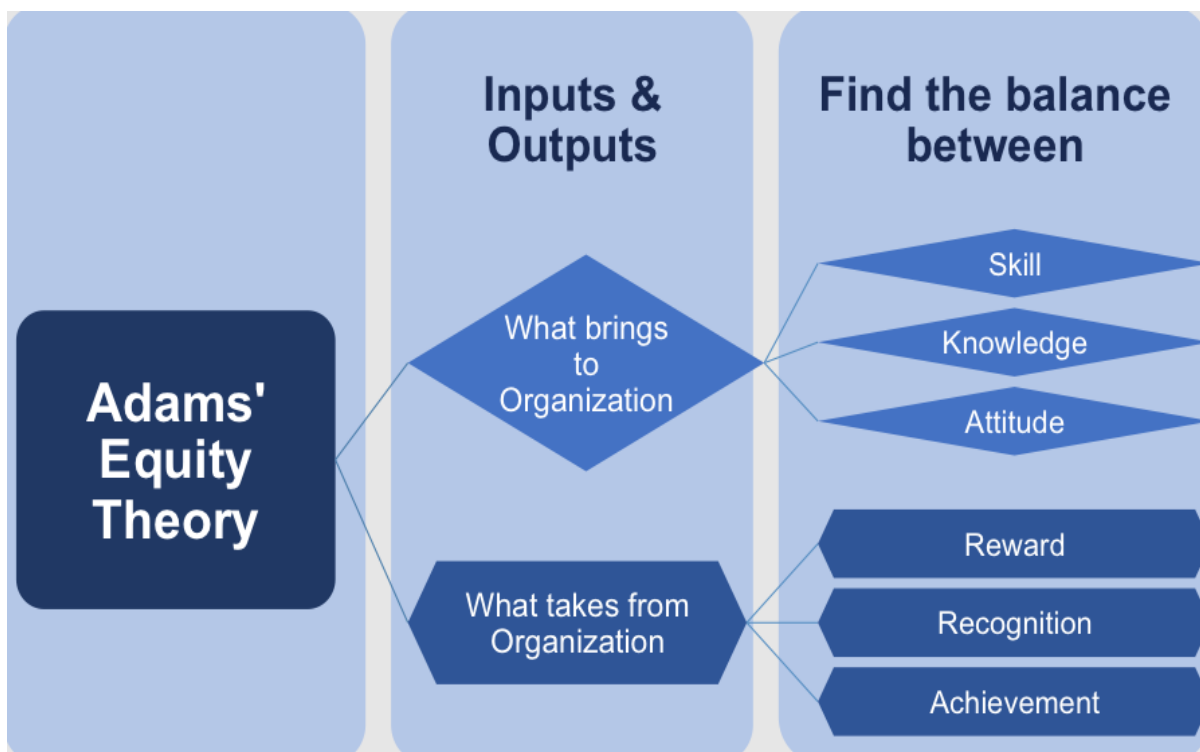 Inputs &
Outputs
Find the balance
between
Adams'
Equity
Theory
What brings
to
Organization
Skill
Knowledge
Attitude
What takes from
Organization
Reward
Recognition
Achievement